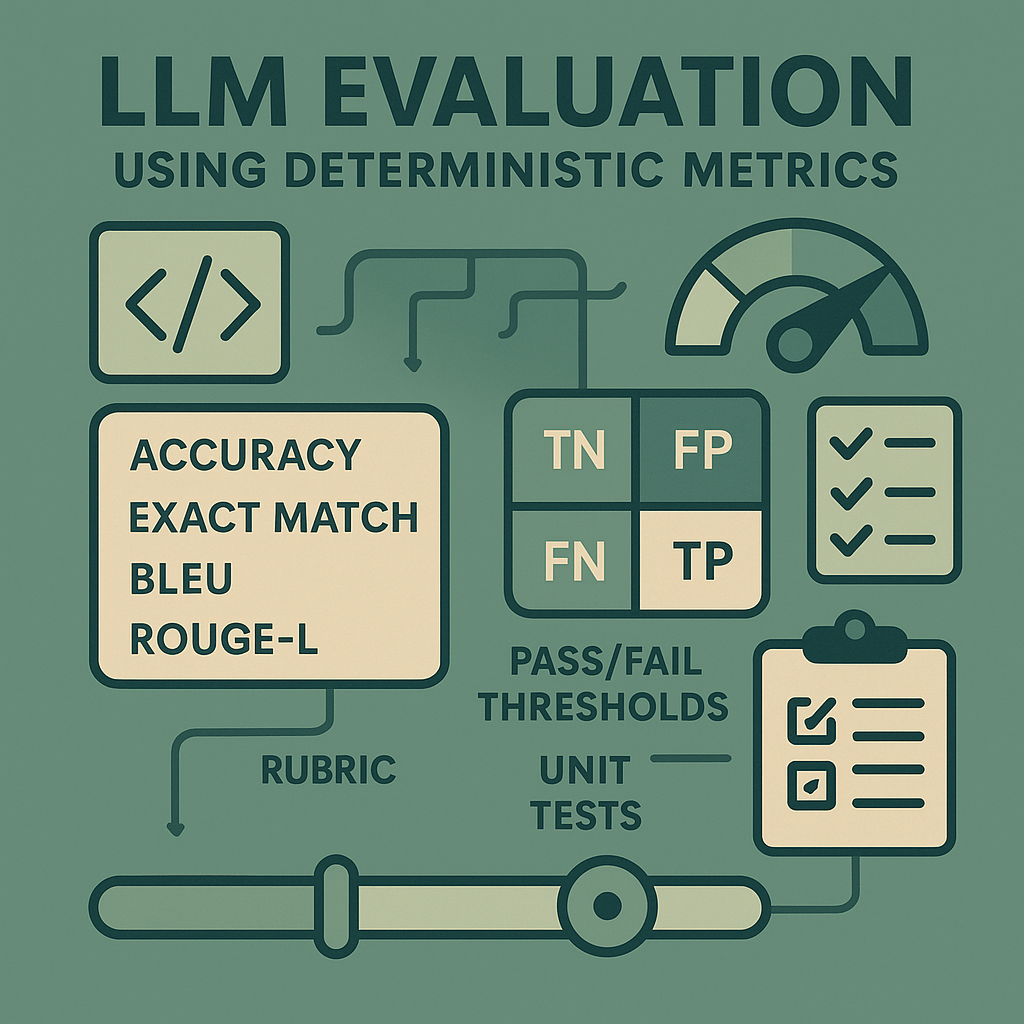 LLM EVALUATION
USING DETERMINISTIC METRICS
</>
ACCURACY
EXACT MATCH
BLEU
ROUGE-L
TN FP
FN TP
PASS/FAIL
THRESHOLDS
RUBRIC
UNIT
TESTS